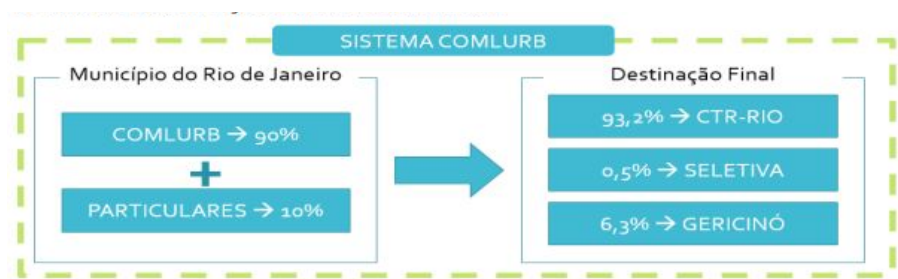 SISTEMA COMLURB
Município do Rio de Janeiro
COMLURB → 90%
+
PARTICULARES → 10%
Destinação Final
93,2% → CTR-RIO
0,5% → SELETIVA
6,3% → GERICINÓ